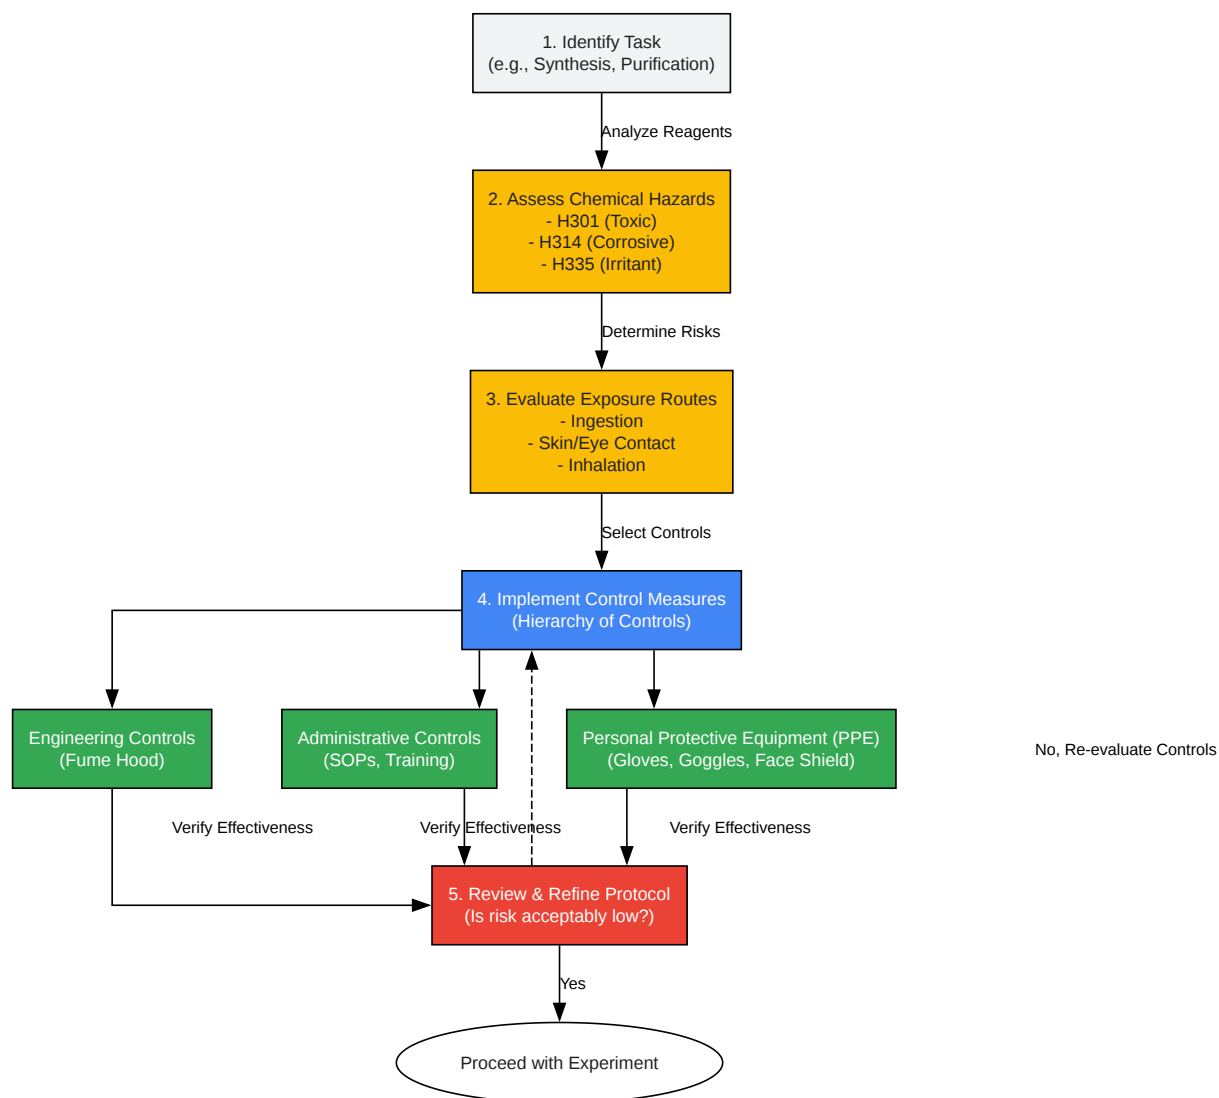 1. Identify Task
(e.g., Synthesis, Purification)
Analyze Reagents
2. Assess Chemical Hazards
- H301 (Toxic)
- H314 (Corrosive)
- H335 (Irritant)
Determine Risks
3. Evaluate Exposure Routes
- Ingestion
- Skin/Eye Contact
- Inhalation
Select Controls
4. Implement Control Measures
(Hierarchy of Controls)
Engineering Controls
(Fume Hood)
Administrative Controls
(SOPs, Training)
Personal Protective Equipment (PPE)
(Gloves, Goggles, Face Shield)
No, Re-evaluate Controls
Verify Effectiveness
Verify Effectiveness
Verify Effectiveness
5. Review & Refine Protocol
(Is risk acceptably low?)
Yes
Proceed with Experiment